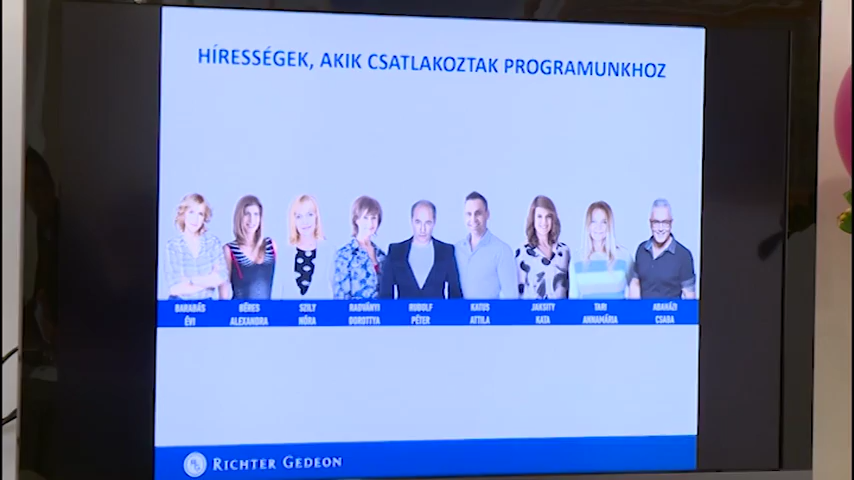 HÍRESSÉGEK, AKIK CSATLAKOZTAK PROGRAMUNKHOZ
BARABÁS ÉVI
BÉRES ALEXANDRA
SZILY NÓRA
RADVÁNYI DOROTTYA
RUDOLF PÉTER
KATUS ATTILA
JAKSITY KATA
TARI ANNAMÁRIA
ABAHÁZI CSABA
RICHTER GEDEON